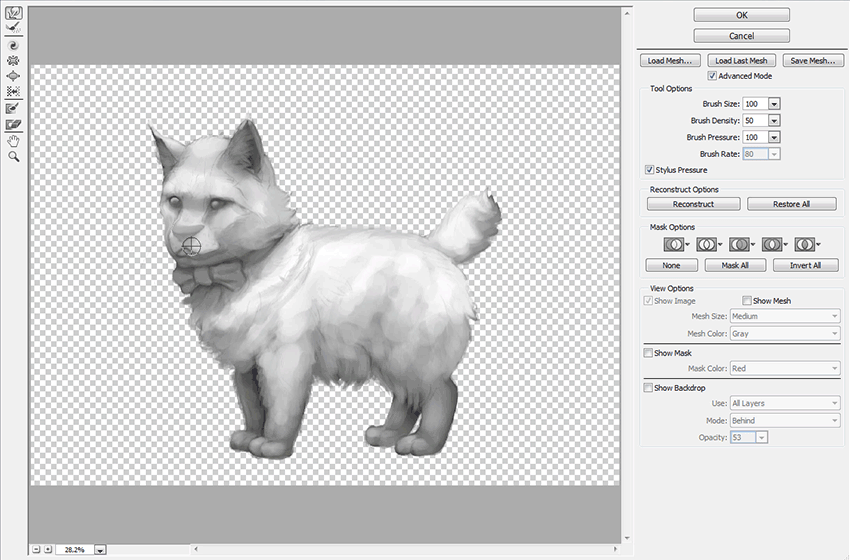 OK
Cancel
Load Mesh... Load Last Mesh Save Mesh...
Advanced Mode
Tool Options
Brush Size: 100
Brush Density: 50
Brush Pressure: 100
Brush Rate: 80
Stylus Pressure
Reconstruct Options
Reconstruct Restore All
Mask Options
None Mask All Invert All
View Options
Show Image Show Mesh
Mesh Size: Medium
Mesh Color: Gray
Show Mask
Mask Color: Red
Show Backdrop
Use: All Layers
Mode: Behind
Opacity: 53
28.2%